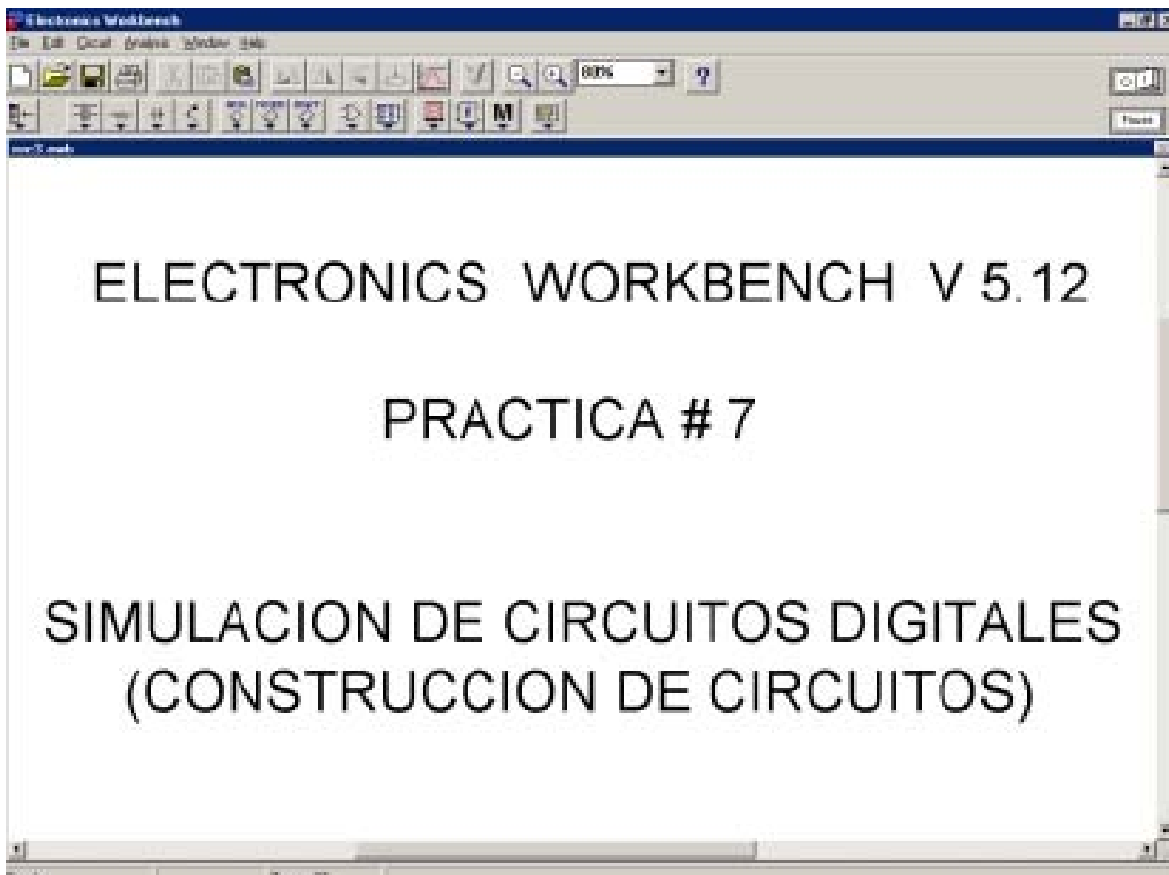 Electronics Workbench
File Edit Circuit Analysis Window Help
80%
?
M
Pause
ELECTRONICS WORKBENCH V 5.12
PRACTICA # 7
SIMULACION DE CIRCUITOS DIGITALES
(CONSTRUCCION DE CIRCUITOS)